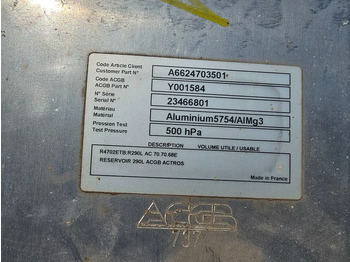 Code Article Client
Customer Part N° A6624703501
Code ACGB
ACGB Part N° Y001584
N° Série
Serial N° 23466801
Matériau
Material Aluminium5754/AlMg3
Pression Test
Test Pressure 500 hPa
DESCRIPTION VOLUME UTILE / USABLE
R4702ETB:R290L AC 70 70.68E
RESERVOIR 290L ACGB ACTROS
Made in France
ACGB